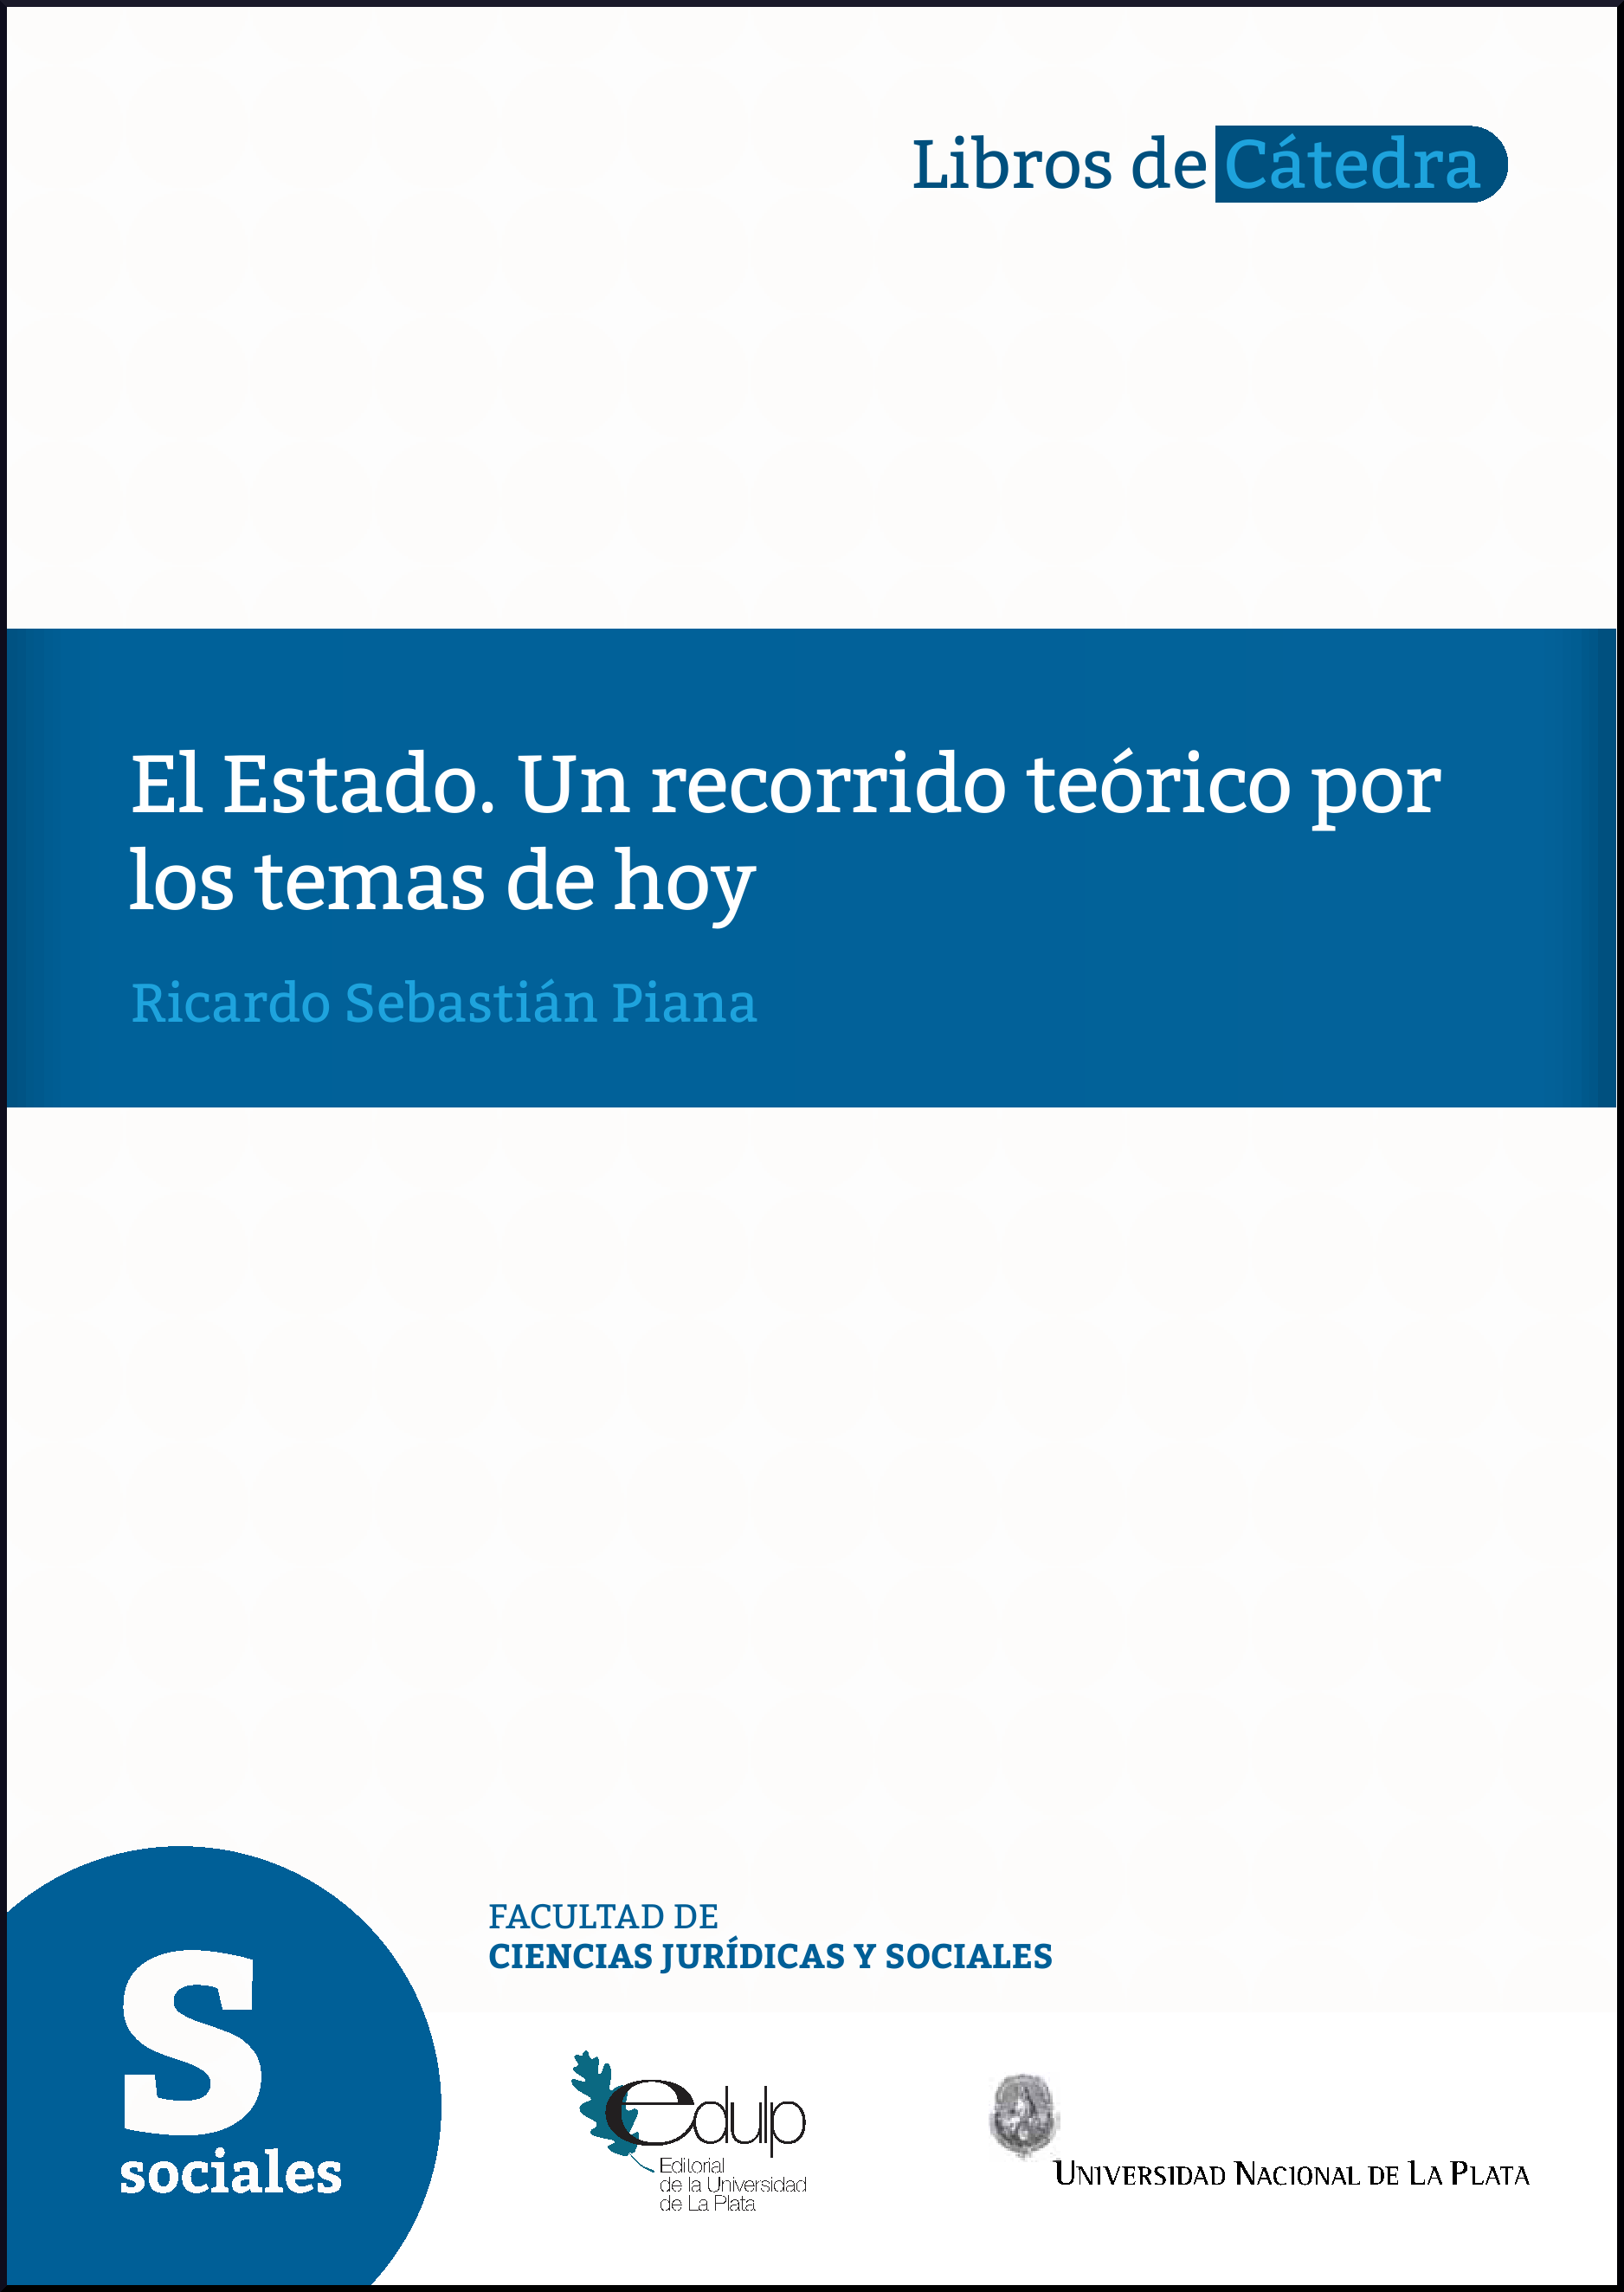 Libros de Cátedra
El Estado. Un recorrido teórico por
los temas de hoy
Ricardo Sebastián Piana
FACULTAD DE
CIENCIAS JURÍDICAS Y SOCIALES
S
sociales
edulp
Editorial
de la Universidad
de La Plata
UNIVERSIDAD NACIONAL DE LA PLATA